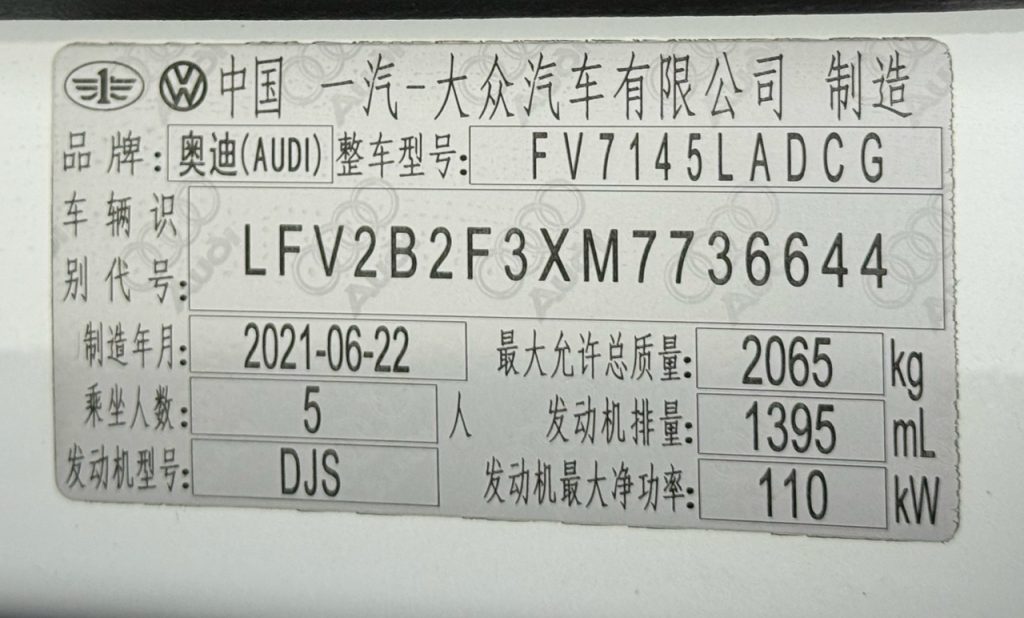 中国 一汽-大众汽车有限公司 制造
品牌: 奥迪(AUDI) 整车型号: FV7145LADCG
车辆识别代号: LFV2B2F3XM7736644
制造年月: 2021-06-22 最大允许总质量: 2065 kg
乘坐人数: 5 人 发动机排量: 1395 mL
发动机型号: DJS 发动机最大净功率: 110 kW